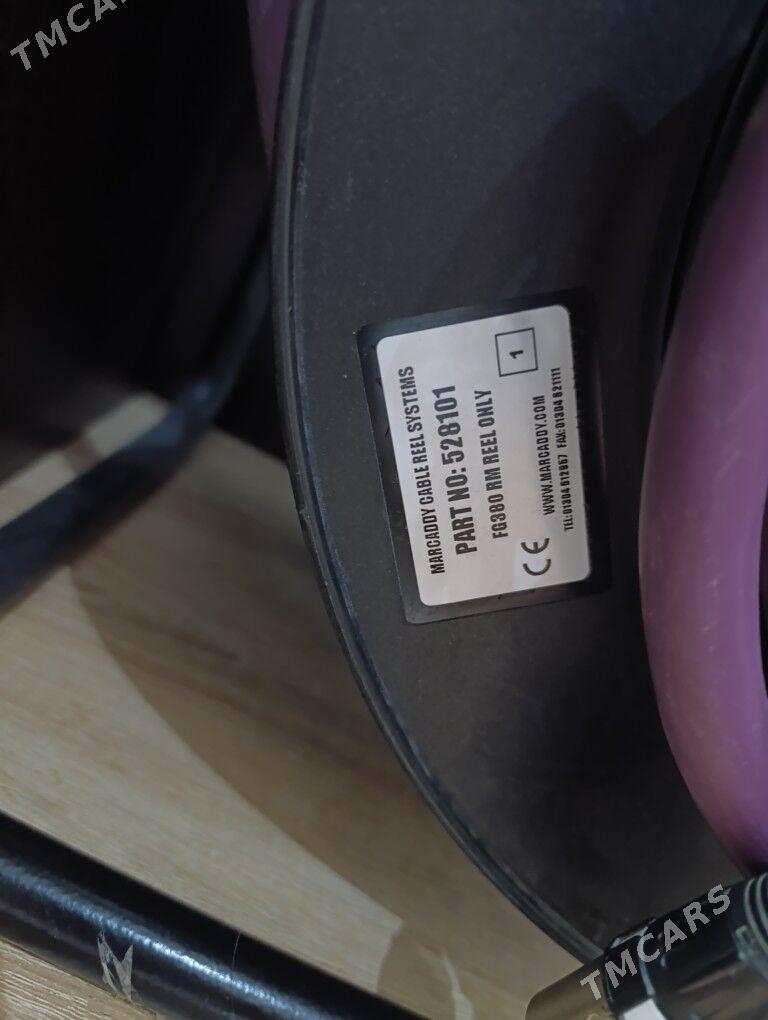 TMCARS
MARCADDY CABLE REEL SYSTEMS
PART NO: 528101
FG380 RM REEL ONLY
1
CE
WWW.MARCADDY.COM
TEL: 01304 612957 FAX: 01304 621111
TMCARS